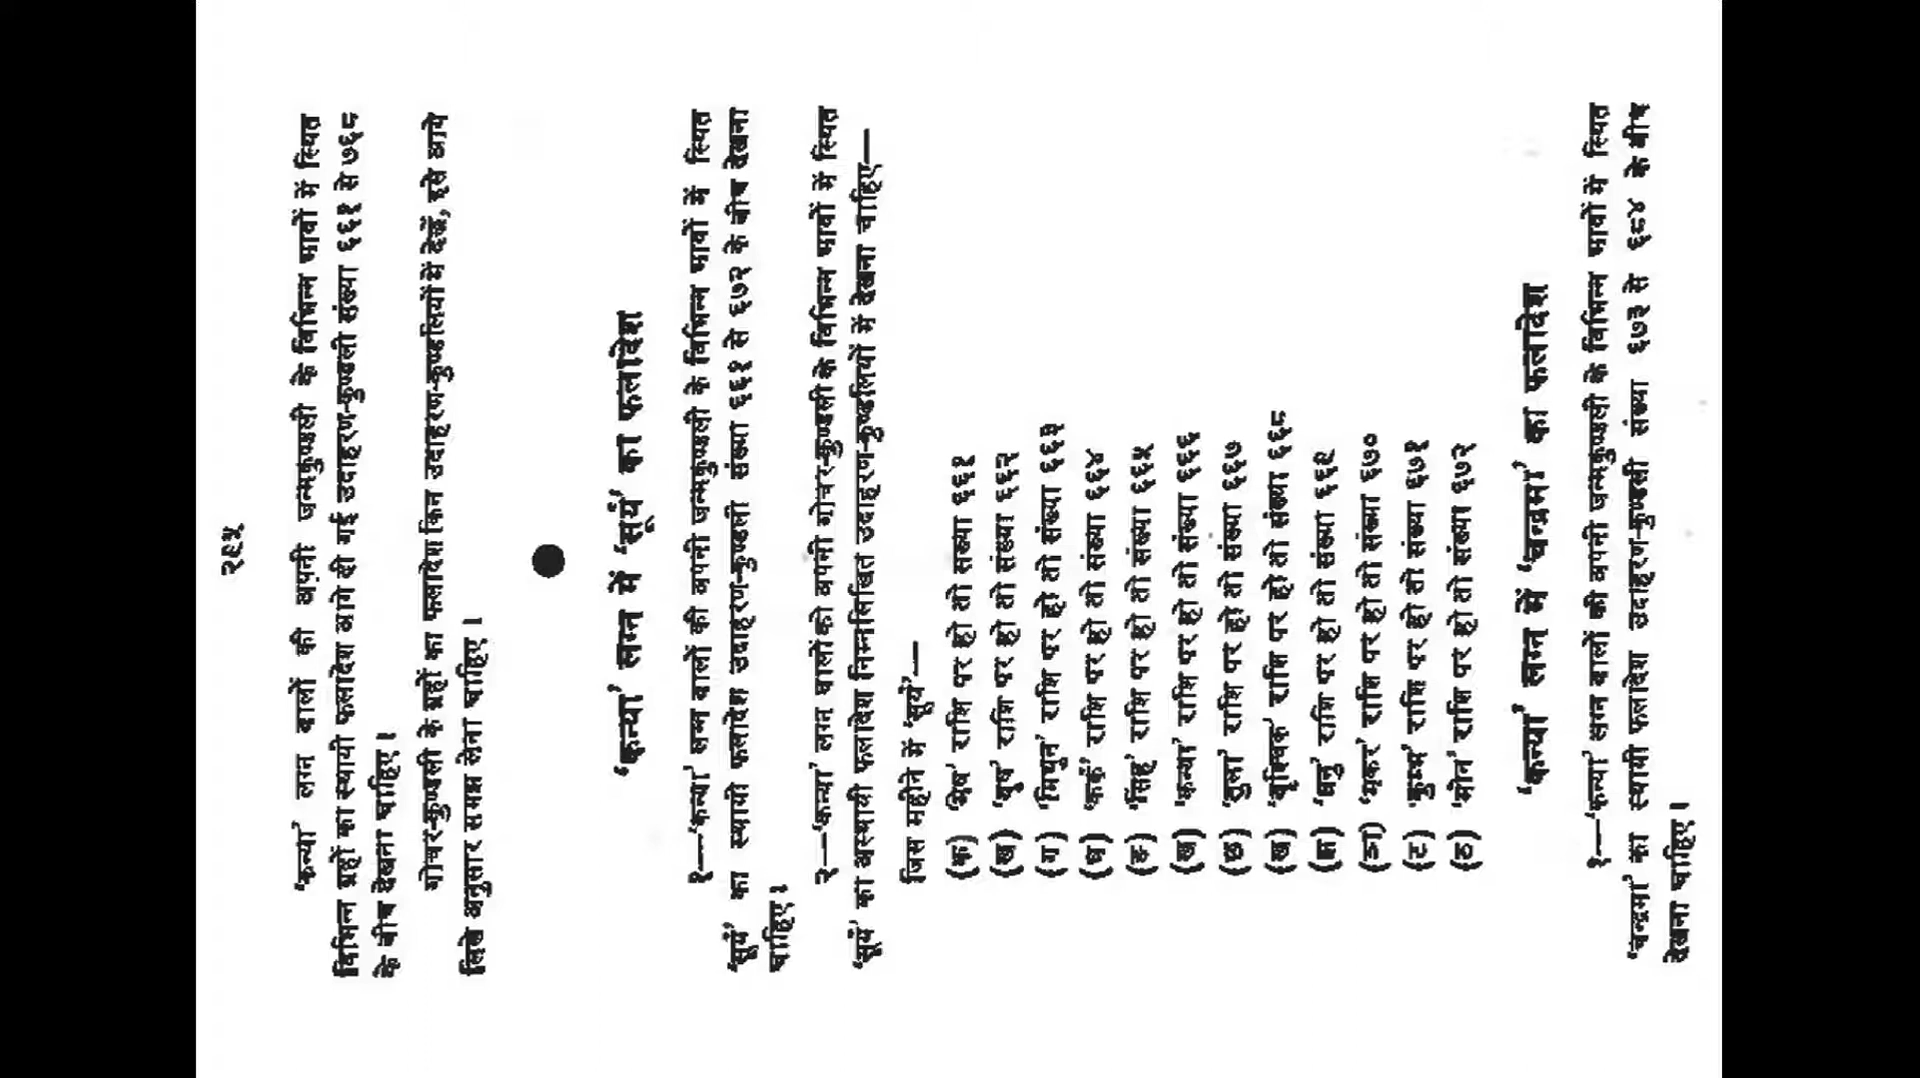 २९५
‘कन्या’ लग्न वालों को अपनी जन्मकुण्डली के विभिन्न भावों में स्थित
विभिन्न ग्रहों का स्थायी फलादेश आगे दी गई उदाहरण-कुण्डली संख्या ६६१ से ७६८
के बीच देखना चाहिए ।
गोचर-कुण्डली के ग्रहों का फलादेश किन उदाहरण-कुण्डलियों में देखें, इसे आगे
लिखे अनुसार समझ लेना चाहिए ।
‘कन्या’ लग्न में ‘सूर्य’ का फलादेश
१—‘कन्या’ लग्न वालों को अपनी जन्मकुण्डली के विभिन्न भावों में स्थित
‘सूर्य’ का स्थायी फलादेश उदाहरण-कुण्डली संख्या ६६१ से ६७२ के बीच देखना
चाहिए ।
२—‘कन्या’ लग्न वालों को अपनी गोचर-कुण्डली के विभिन्न भावों में स्थित
‘सूर्य’ का अस्थायी फलादेश निम्नलिखित उदाहरण-कुण्डलियों में देखना चाहिए—
जिस महीने में ‘सूर्य’—
(क) ‘मेष’ राशि पर हो तो संख्या ६६१
(ख) ‘वृष’ राशि पर हो तो संख्या ६६२
(ग) ‘मिथुन’ राशि पर हो तो संख्या ६६३
(घ) ‘कर्क’ राशि पर हो तो संख्या ६६४
(ङ) ‘सिंह’ राशि पर हो तो संख्या ६६५
(ख) ‘कन्या’ राशि पर हो तो संख्या ६६६
(छ) ‘तुला’ राशि पर हो तो संख्या ६६७
(ख) ‘वृश्चिक’ राशि पर हो तो संख्या ६६८
(झ) ‘धनु’ राशि पर हो तो संख्या ६६९
(ञ) ‘मकर’ राशि पर हो तो संख्या ६७०
(ट) ‘कुम्भ’ राशि पर हो तो संख्या ६७१
(ठ) ‘मीन’ राशि पर हो तो संख्या ६७२
‘कन्या’ लग्न में ‘चन्द्रमा’ का फलादेश
१—‘कन्या’ लग्न वालों को अपनी जन्मकुण्डली के विभिन्न भावों में स्थित
‘चन्द्रमा’ का स्थायी फलादेश उदाहरण-कुण्डली संख्या ६७३ से ६८४ के बीच
देखना चाहिए ।